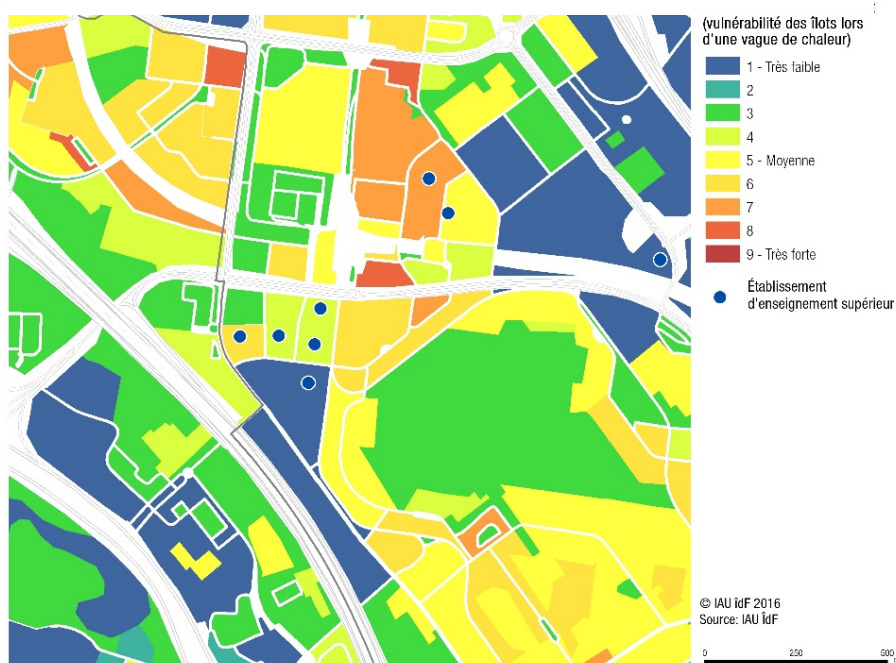 (vulnérabilité des îlots lors
d'une vague de chaleur)
1 - Très faible
2
3
4
5 - Moyenne
6
7
8
9 - Très forte
Établissement
d'enseignement supérieur
© IAU îdF 2016
Source: IAU ÎdF
0 250 500